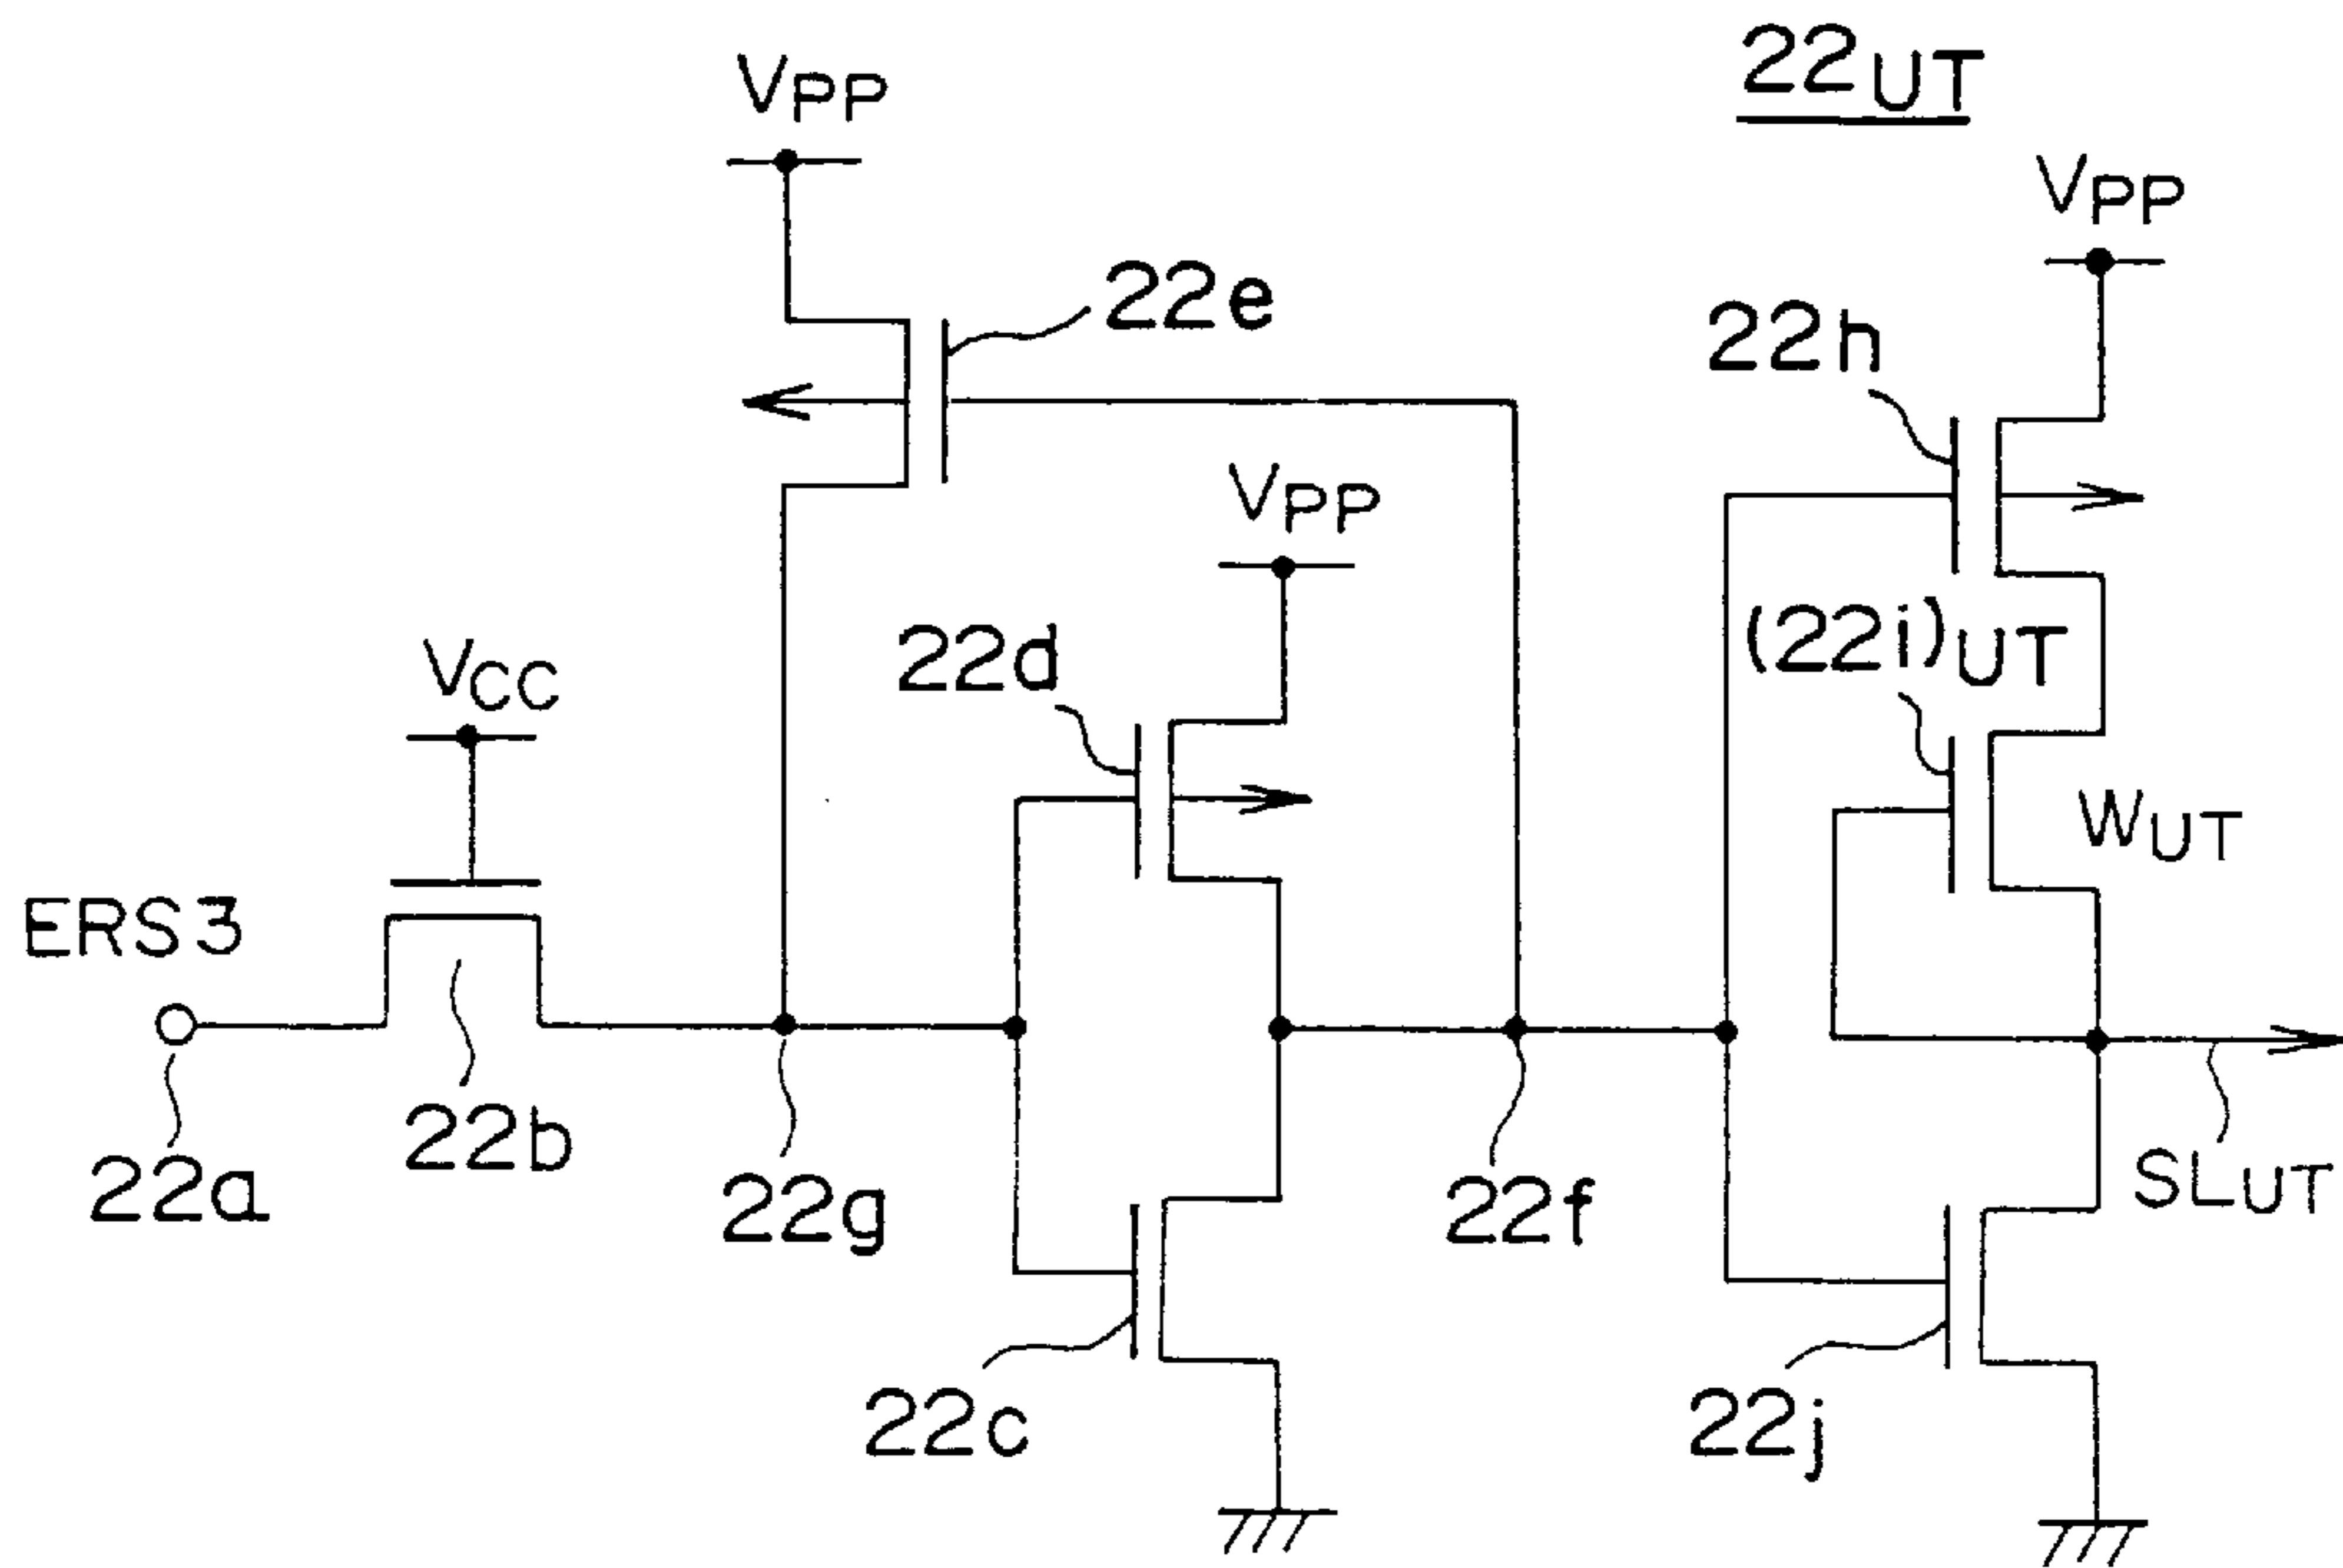 22UT
VPP
VPP
22e
22h
VPP
(22i)UT
22d
VCC
WUT
ERS3
22a
22b
22g
22f
SLUT
22c
22j